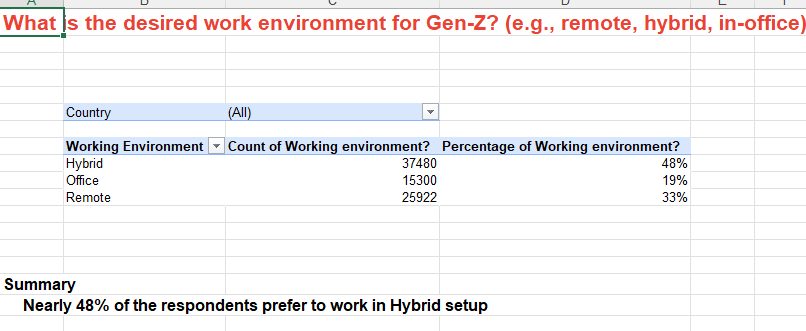 What is the desired work environment for Gen-Z? (e.g., remote, hybrid, in-office)
Country (All)
Working Environment Count of Working environment? Percentage of Working environment?
Hybrid 37480 48%
Office 15300 19%
Remote 25922 33%
Summary
Nearly 48% of the respondents prefer to work in Hybrid setup